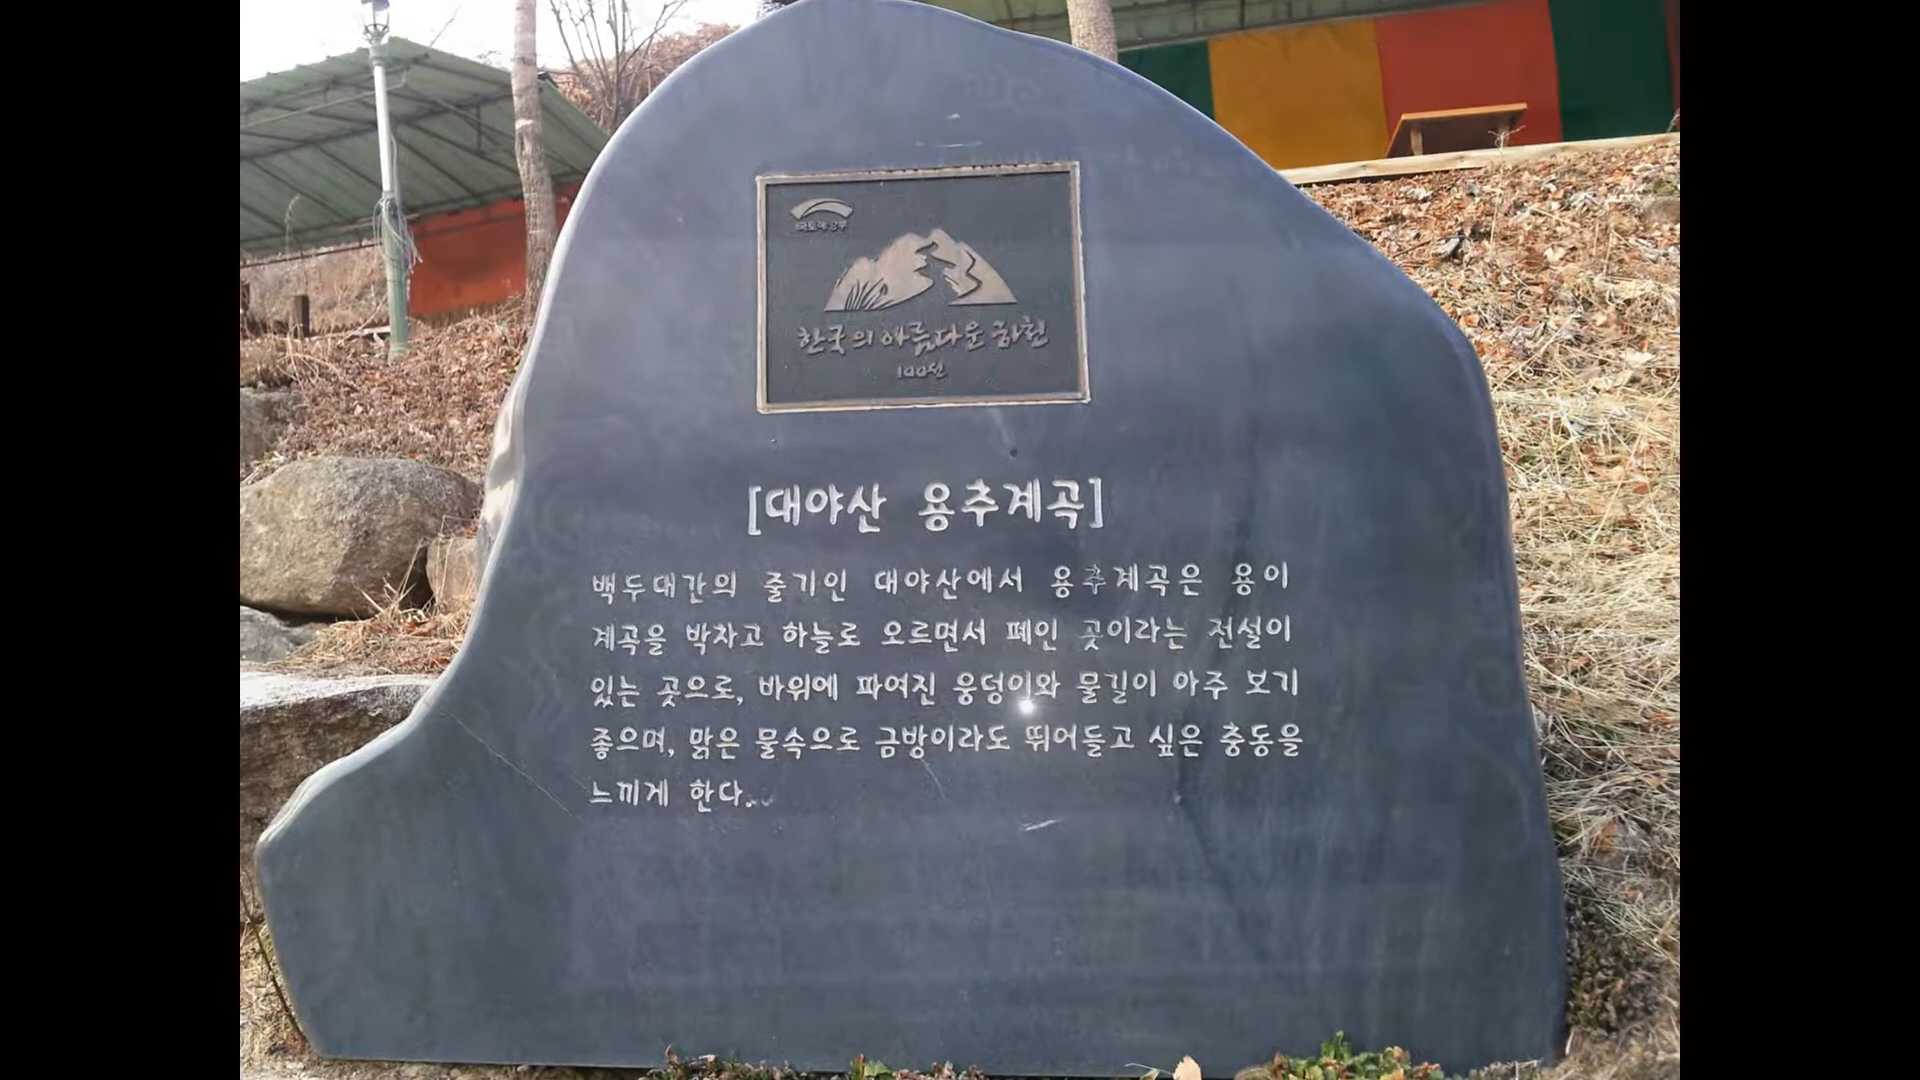 국토해양부
한국의 아름다운 하천
100선
[대야산 용추계곡]
백두대간의 줄기인 대야산에서 용추계곡은 용이
계곡을 박차고 하늘로 오르면서 패인 곳이라는 전설이
있는 곳으로, 바위에 파여진 웅덩이와 물길이 아주 보기
좋으며, 맑은 물속으로 금방이라도 뛰어들고 싶은 충동을
느끼게 한다.